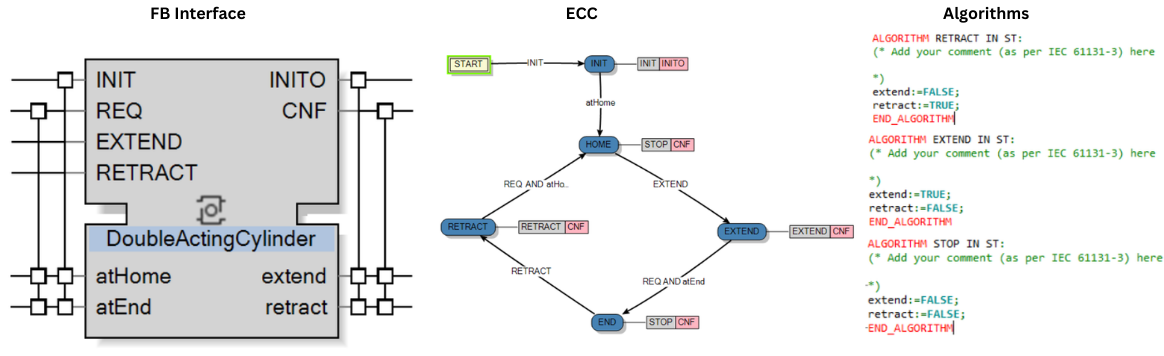 FB Interface
INIT
INITO
REQ
CNF
EXTEND
RETRACT
DoubleActingCylinder
atHome
extend
atEnd
retract
ECC
START
INIT
INIT
INIT INITO
atHome
HOME
STOP CNF
REQ AND atHo..
EXTEND
RETRACT
RETRACT CNF
EXTEND
EXTEND CNF
RETRACT
REQ AND atEnd
END
STOP CNF
Algorithms
ALGORITHM RETRACT IN ST:
(* Add your comment (as per IEC 61131-3) here
*)
extend:=FALSE;
retract:=TRUE;
END_ALGORITHM
ALGORITHM EXTEND IN ST:
(* Add your comment (as per IEC 61131-3) here
*)
extend:=TRUE;
retract:=FALSE;
END_ALGORITHM
ALGORITHM STOP IN ST:
(* Add your comment (as per IEC 61131-3) here
*)
extend:=FALSE;
retract:=FALSE;
END_ALGORITHM